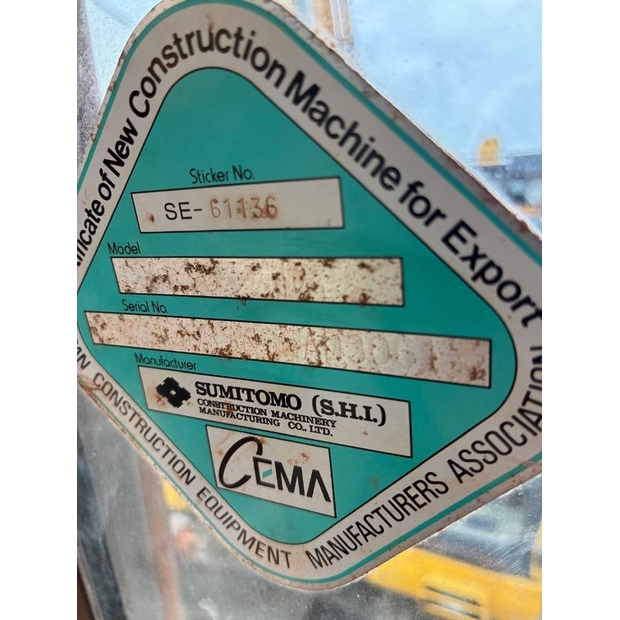 ificate of New Construction Machine for Export
Sticker No.
SE- 61136
Model
Serial No.
Manufacturer
SUMITOMO (S.H.I.)
CONSTRUCTION MACHINERY
MANUFACTURING CO., LTD.
CEMA
CONSTRUCTION EQUIPMENT MANUFACTURERS ASSOCIATION